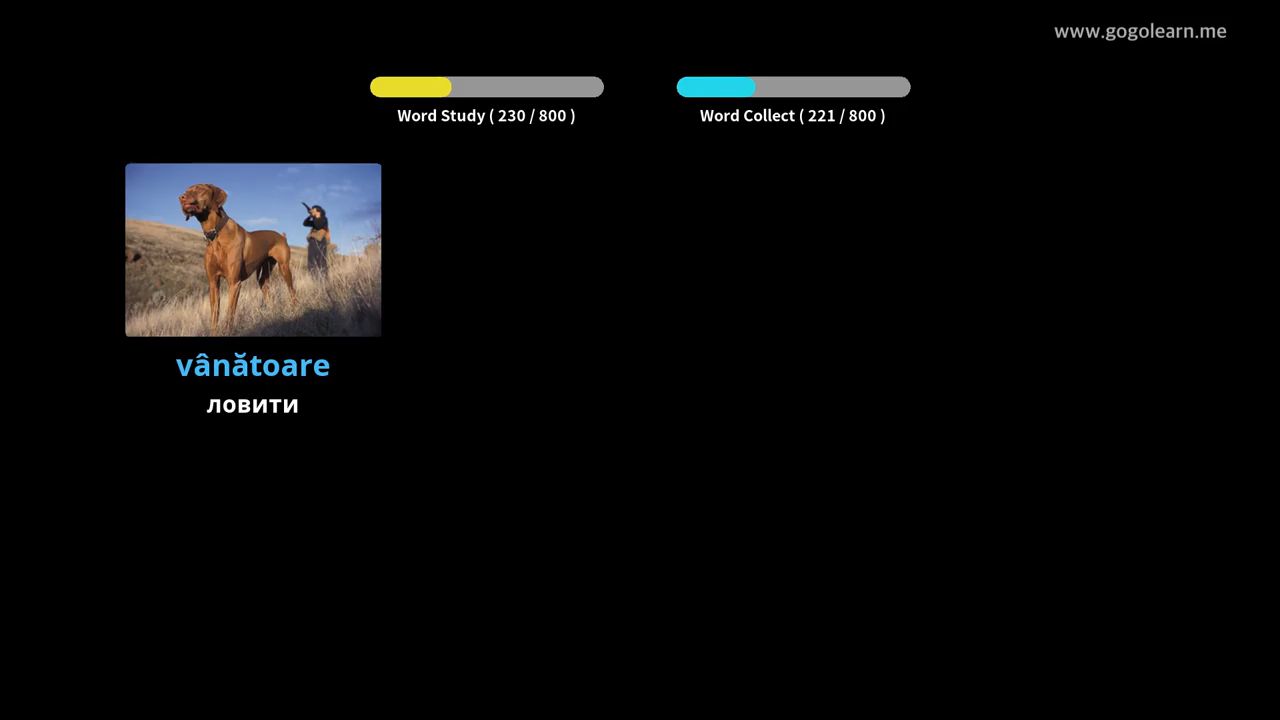 www.gogolearn.me
Word Study ( 230 / 800 )
Word Collect ( 221 / 800 )
vânătoare
ловити